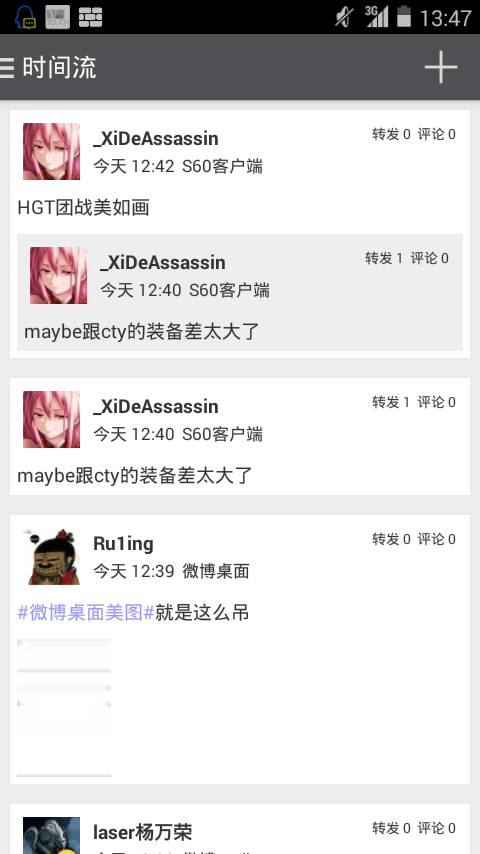 3G 13:47
时间流
_XiDeAssassin 转发 0 评论 0
今天 12:42 S60客户端
HGT团战美如画
_XiDeAssassin 转发 1 评论 0
今天 12:40 S60客户端
maybe跟cty的装备差太大了
_XiDeAssassin 转发 1 评论 0
今天 12:40 S60客户端
maybe跟cty的装备差太大了
Ru1ing 转发 0 评论 0
今天 12:39 微博桌面
#微博桌面美图#就是这么吊
laser杨万荣 转发 0 评论 0